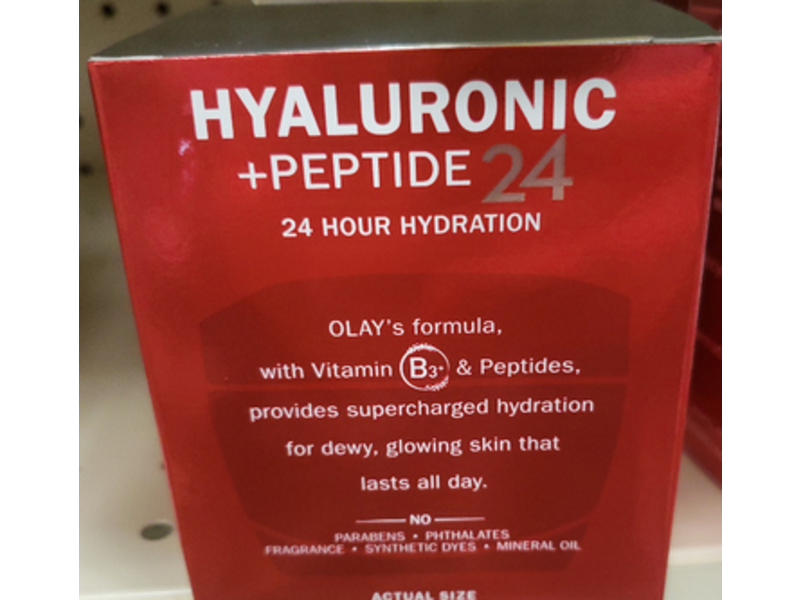 HYALURONIC
+PEPTIDE 24
24 HOUR HYDRATION
OLAY's formula,
with Vitamin B3+ & Peptides,
provides supercharged hydration
for dewy, glowing skin that
lasts all day.
NO
PARABENS • PHTHALATES
FRAGRANCE • SYNTHETIC DYES • MINERAL OIL
ACTUAL SIZE